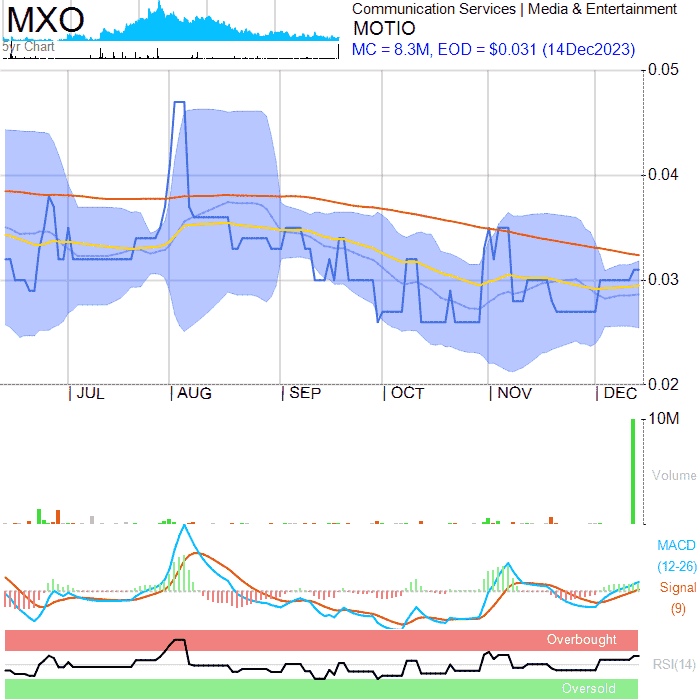 MXO
Communication Services | Media & Entertainment
MOTIO
5yr Chart
MC = 8.3M, EOD = $0.031 (14Dec2023)
0.05
0.04
0.03
0.02
| JUL | AUG | SEP | OCT | NOV | DEC
10M
Volume
MACD
(12-26)
Signal
(9)
Overbought
RSI(14)
Oversold